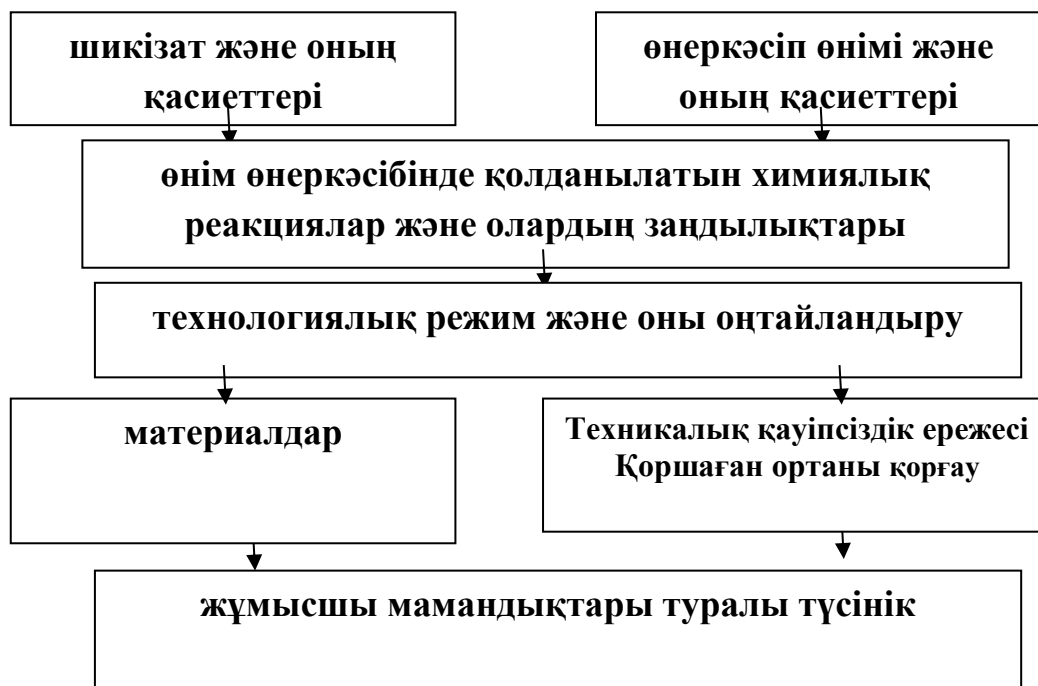 шикізат және оның
қасиеттері
өнеркәсіп өнімі және
оның қасиеттері
өнім өнеркәсібінде қолданылатын химиялық
реакциялар және олардың заңдылықтары
технологиялық режим және оны оңтайландыру
материалдар
Техникалық қауіпсіздік ережесі
Қоршаған ортаны қорғау
жұмысшы мамандықтары туралы түсінік